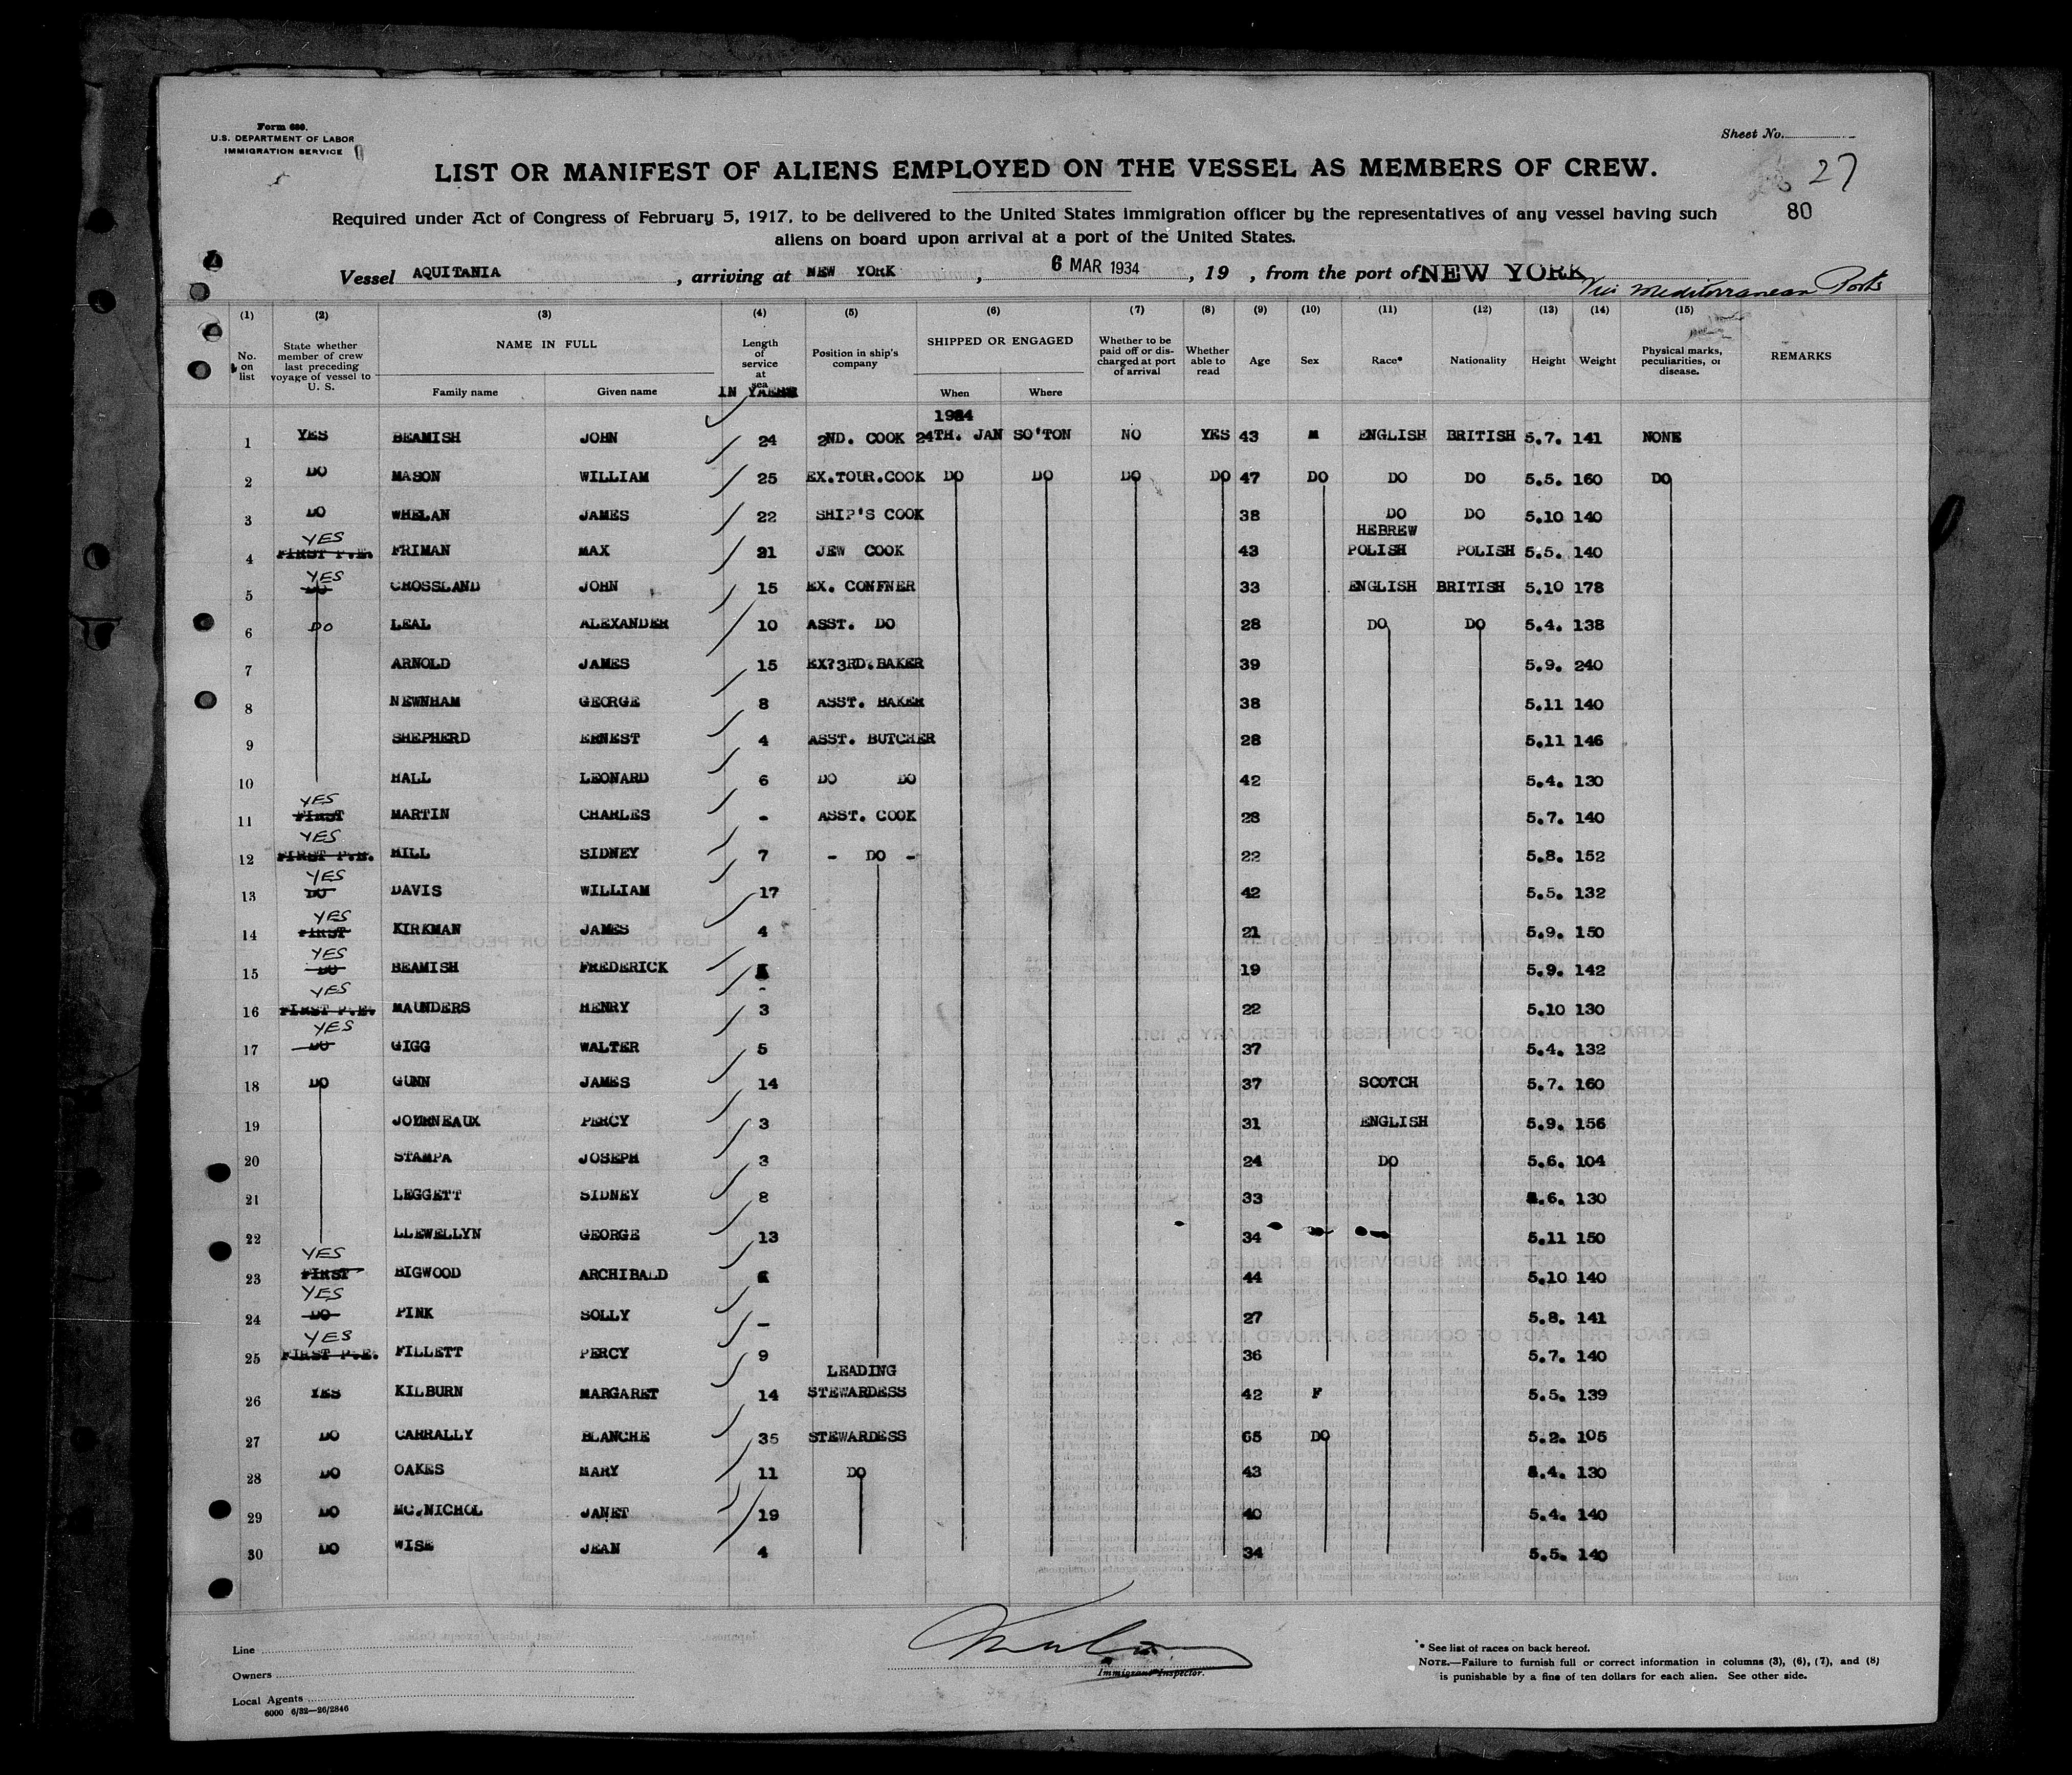 Form 680.
U.S. DEPARTMENT OF LABOR
IMMIGRATION SERVICE
Sheet No.
27
80
LIST OR MANIFEST OF ALIENS EMPLOYED ON THE VESSEL AS MEMBERS OF CREW.
Required under Act of Congress of February 5, 1917, to be delivered to the United States immigration officer by the representatives of any vessel having such
aliens on board upon arrival at a port of the United States.
Vessel AQUITANIA, arriving at NEW YORK, 6 MAR 1934, 19 , from the port of NEW YORK
Via Mediterranean Ports
(1) (2) (3) (4) (5) (6) (7) (8) (9) (10) (11) (12) (13) (14) (15)
No. on list
State whether member of crew last preceding voyage of vessel to U. S.
NAME IN FULL
Family name Given name
Length of service at sea
IN YAERS
Position in ship's company
SHIPPED OR ENGAGED
When Where
Whether to be paid off or discharged at port of arrival
Whether able to read
Age Sex Race* Nationality Height Weight
Physical marks, peculiarities, or disease.
REMARKS
1934
1 YES BEAMISH JOHN 24 2ND. COOK 24TH. JAN SO'TON NO YES 43 M ENGLISH BRITISH 5.7. 141 NONE
2 DO MASON WILLIAM 25 EX.TOUR.COOK DO DO DO DO 47 DO DO DO 5.5. 160 DO
3 DO WHELAN JAMES 22 SHIP'S COOK 38 DO DO 5.10 140
YES HEBREW
4 FIRST P.E. FRIMAN MAX 21 JEW COOK 43 POLISH POLISH 5.5. 140
YES
5 DO CROSSLAND JOHN 15 EX. CONFNER 33 ENGLISH BRITISH 5.10 178
6 DO LEAL ALEXANDER 10 ASST. DO 28 DO DO 5.4. 138
7 ARNOLD JAMES 15 EX?3RD.BAKER 39 5.9. 240
8 NEWNHAM GEORGE 8 ASST. BAKER 38 5.11 140
9 SHEPHERD ERNEST 4 ASST. BUTCHER 28 5.11 146
10 HALL LEONARD 6 DO DO 42 5.4. 130
YES
11 FIRST MARTIN CHARLES - ASST. COOK 28 5.7. 140
YES
12 FIRST P.E. HILL SIDNEY 7 - DO - 22 5.8. 152
YES
13 DO DAVIS WILLIAM 17 42 5.5. 132
YES
14 FIRST KIRKMAN JAMES 4 21 5.9. 150
YES
15 DO BEAMISH FREDERICK 19 5.9. 142
YES
16 FIRST P.E. MAUNDERS HENRY 3 22 5.10 130
YES
17 DO GIGG WALTER 5 37 5.4. 132
18 DO GUNN JAMES 14 37 SCOTCH 5.7. 160
19 JOURNEAUX PERCY 3 31 ENGLISH 5.9. 156
20 STAMPA JOSEPH 3 24 DO 5.6. 104
21 LEGGETT SIDNEY 8 33 .6. 130
22 LLEWELLYN GEORGE 13 34 5.11 150
YES
23 FIRST BIGWOOD ARCHIBALD 44 5.10 140
YES
24 DO PINK SOLLY - 27 5.8. 141
YES
25 FIRST P.E. FILLETT PERCY 9 36 5.7. 140
LEADING
26 YES KILBURN MARGARET 14 STEWARDESS 42 F 5.5. 139
27 DO CARRALLY BLANCHE 35 STEWARDESS 65 DO 5.2. 105
28 DO OAKES MARY 11 DO 43 .4. 130
29 DO MC.NICHOL JANET 19 40 5.4. 140
30 DO WISE JEAN 4 34 5.5. 140
Line
Owners
Local Agents
6000 6/32—26/2846
Immigrant Inspector.
* See list of races on back hereof.
NOTE.—Failure to furnish full or correct information in columns (3), (6), (7), and (8)
is punishable by a fine of ten dollars for each alien. See other side.